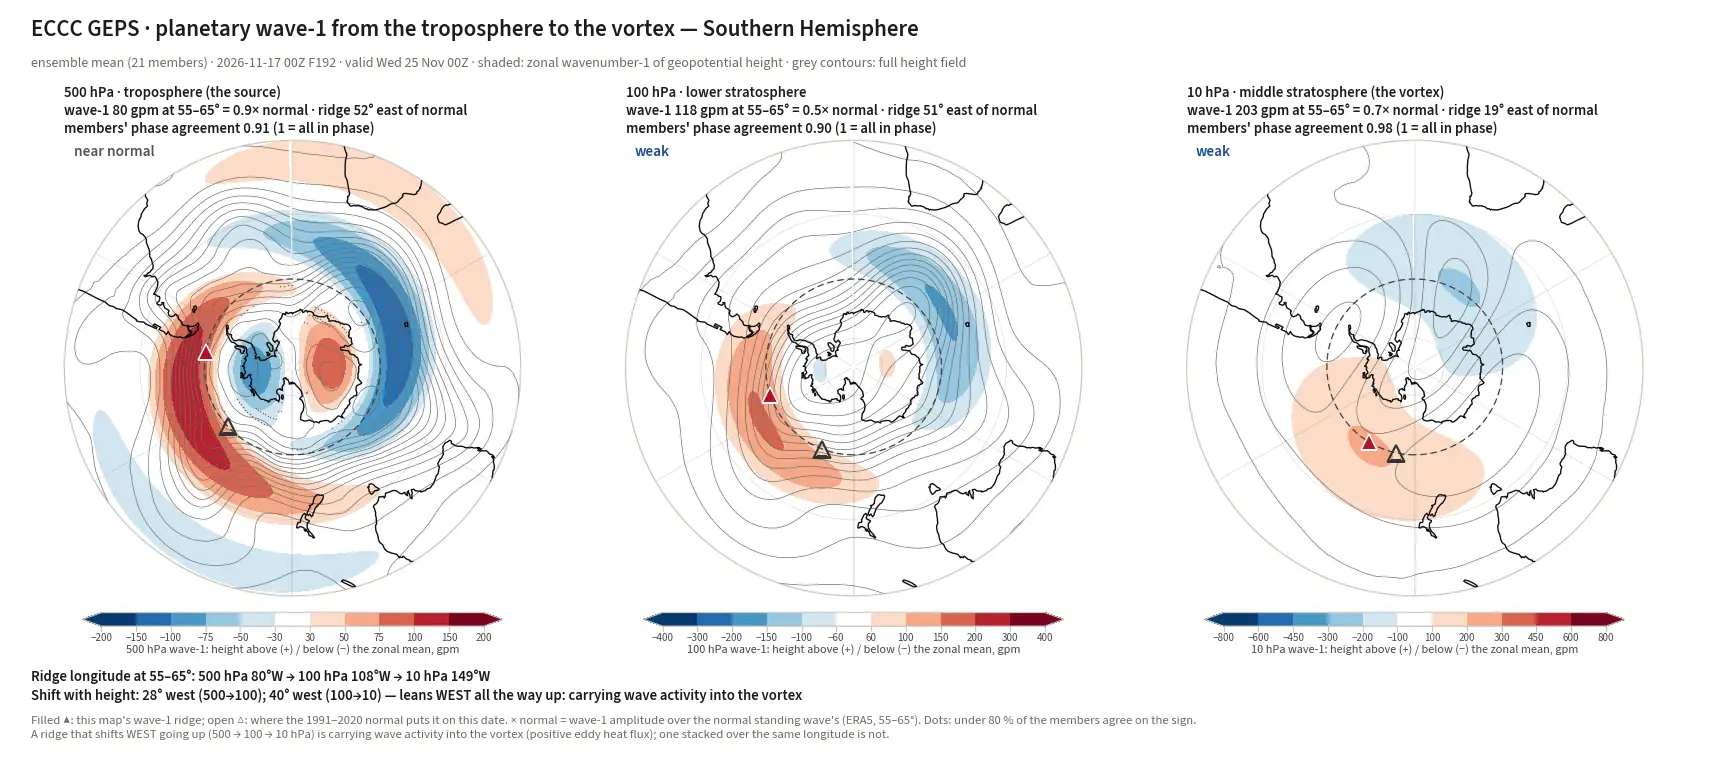 ECCC GEPS · planetary wave-1 from the troposphere to the vortex — Southern Hemisphere
ensemble mean (21 members) · 2026-11-17 00Z F192 · valid Wed 25 Nov 00Z · shaded: zonal wavenumber-1 of geopotential height · grey contours: full height field
500 hPa · troposphere (the source)
wave-1 80 gpm at 55–65° = 0.9× normal · ridge 52° east of normal
members' phase agreement 0.91 (1 = all in phase)
near normal
100 hPa · lower stratosphere
wave-1 118 gpm at 55–65° = 0.5× normal · ridge 51° east of normal
members' phase agreement 0.90 (1 = all in phase)
weak
10 hPa · middle stratosphere (the vortex)
wave-1 203 gpm at 55–65° = 0.7× normal · ridge 19° east of normal
members' phase agreement 0.98 (1 = all in phase)
weak
−200 −150 −100 −75 −50 −30 30 50 75 100 150 200
500 hPa wave-1: height above (+) / below (−) the zonal mean, gpm
−400 −300 −200 −150 −100 −60 60 100 150 200 300 400
100 hPa wave-1: height above (+) / below (−) the zonal mean, gpm
−800 −600 −450 −300 −200 −100 100 200 300 450 600 800
10 hPa wave-1: height above (+) / below (−) the zonal mean, gpm
Ridge longitude at 55–65°: 500 hPa 80°W → 100 hPa 108°W → 10 hPa 149°W
Shift with height: 28° west (500→100); 40° west (100→10) — leans WEST all the way up: carrying wave activity into the vortex
Filled ▲: this map's wave-1 ridge; open △: where the 1991–2020 normal puts it on this date. × normal = wave-1 amplitude over the normal standing wave's (ERA5, 55–65°). Dots: under 80 % of the members agree on the sign.
A ridge that shifts WEST going up (500 → 100 → 10 hPa) is carrying wave activity into the vortex (positive eddy heat flux); one stacked over the same longitude is not.